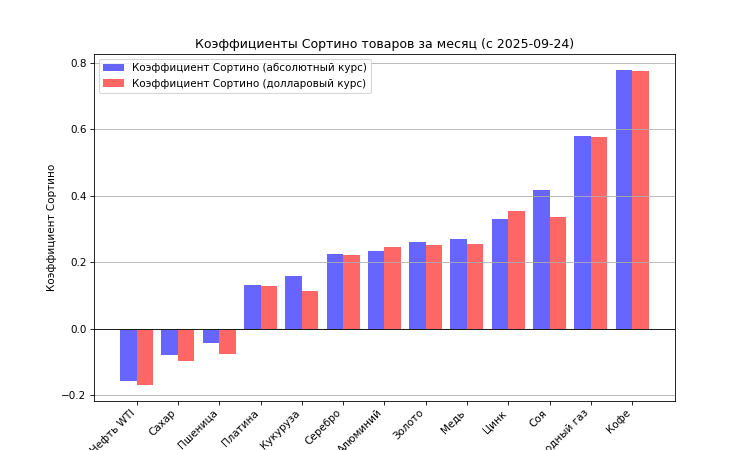 Коэффициенты Сортино товаров за месяц (с 2025-09-24)
Коэффициент Сортино (абсолютный курс)
Коэффициент Сортино (долларовый курс)
Коэффициент Сортино
0.8
0.6
0.4
0.2
0.0
−0.2
Нефть WTI
Сахар
Пшеница
Платина
Кукуруза
Серебро
Алюминий
Золото
Медь
Цинк
Соя
одный газ
Кофе